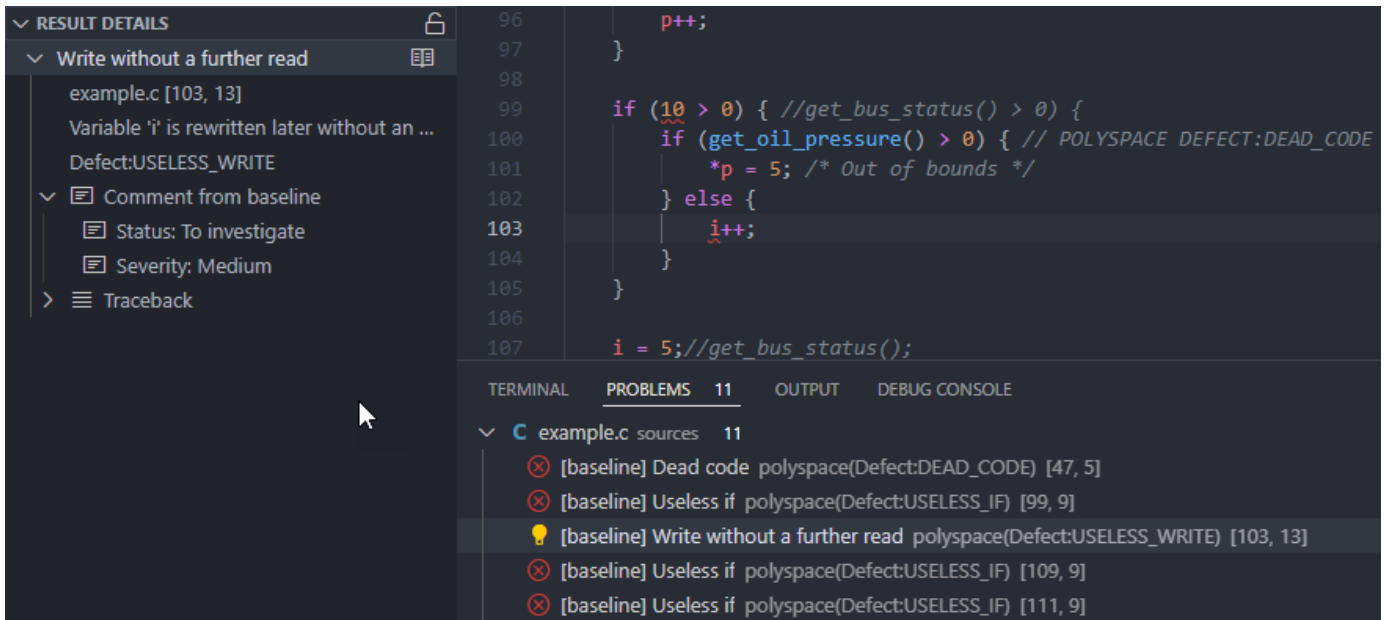 RESULT DETAILS
Write without a further read
example.c [103, 13]
Variable 'i' is rewritten later without an ...
Defect:USELESS_WRITE
Comment from baseline
Status: To investigate
Severity: Medium
Traceback
96 p++;
97 }
98
99 if (10 > 0) { //get_bus_status() > 0) {
100 if (get_oil_pressure() > 0) { // POLYSPACE DEFECT:DEAD_CODE
101 *p = 5; /* Out of bounds */
102 } else {
103 i++;
104 }
105 }
106
107 i = 5;//get_bus_status();
TERMINAL PROBLEMS 11 OUTPUT DEBUG CONSOLE
C example.c sources 11
[baseline] Dead code polyspace(Defect:DEAD_CODE) [47, 5]
[baseline] Useless if polyspace(Defect:USELESS_IF) [99, 9]
[baseline] Write without a further read polyspace(Defect:USELESS_WRITE) [103, 13]
[baseline] Useless if polyspace(Defect:USELESS_IF) [109, 9]
[baseline] Useless if polyspace(Defect:USELESS_IF) [111, 9]